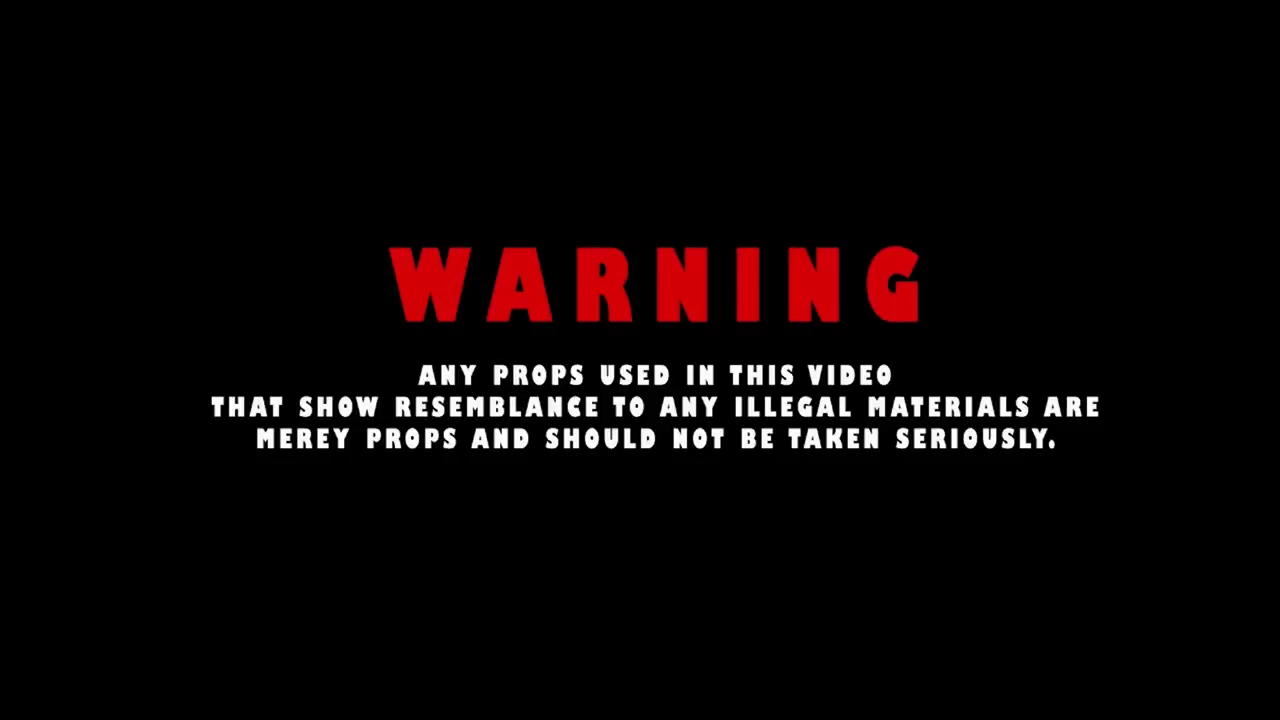 WARNING
ANY PROPS USED IN THIS VIDEO
THAT SHOW RESEMBLANCE TO ANY ILLEGAL MATERIALS ARE
MEREY PROPS AND SHOULD NOT BE TAKEN SERIOUSLY.